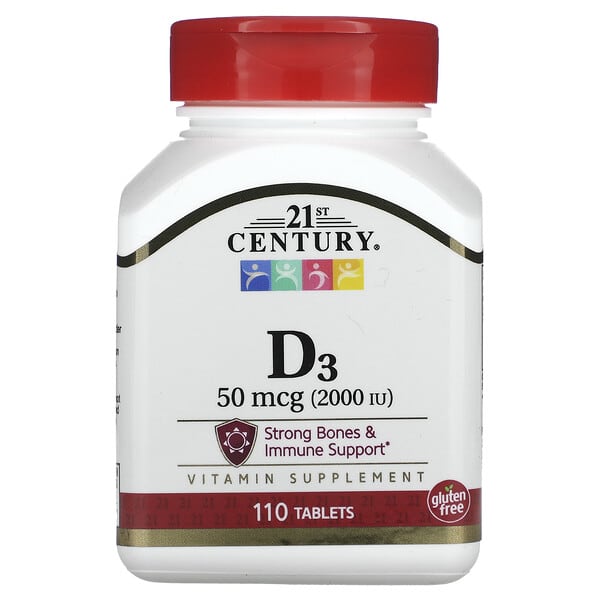 21ST
CENTURY®
D3
50 mcg (2000 IU)
Strong Bones &
Immune Support*
VITAMIN SUPPLEMENT
110 TABLETS
gluten
free